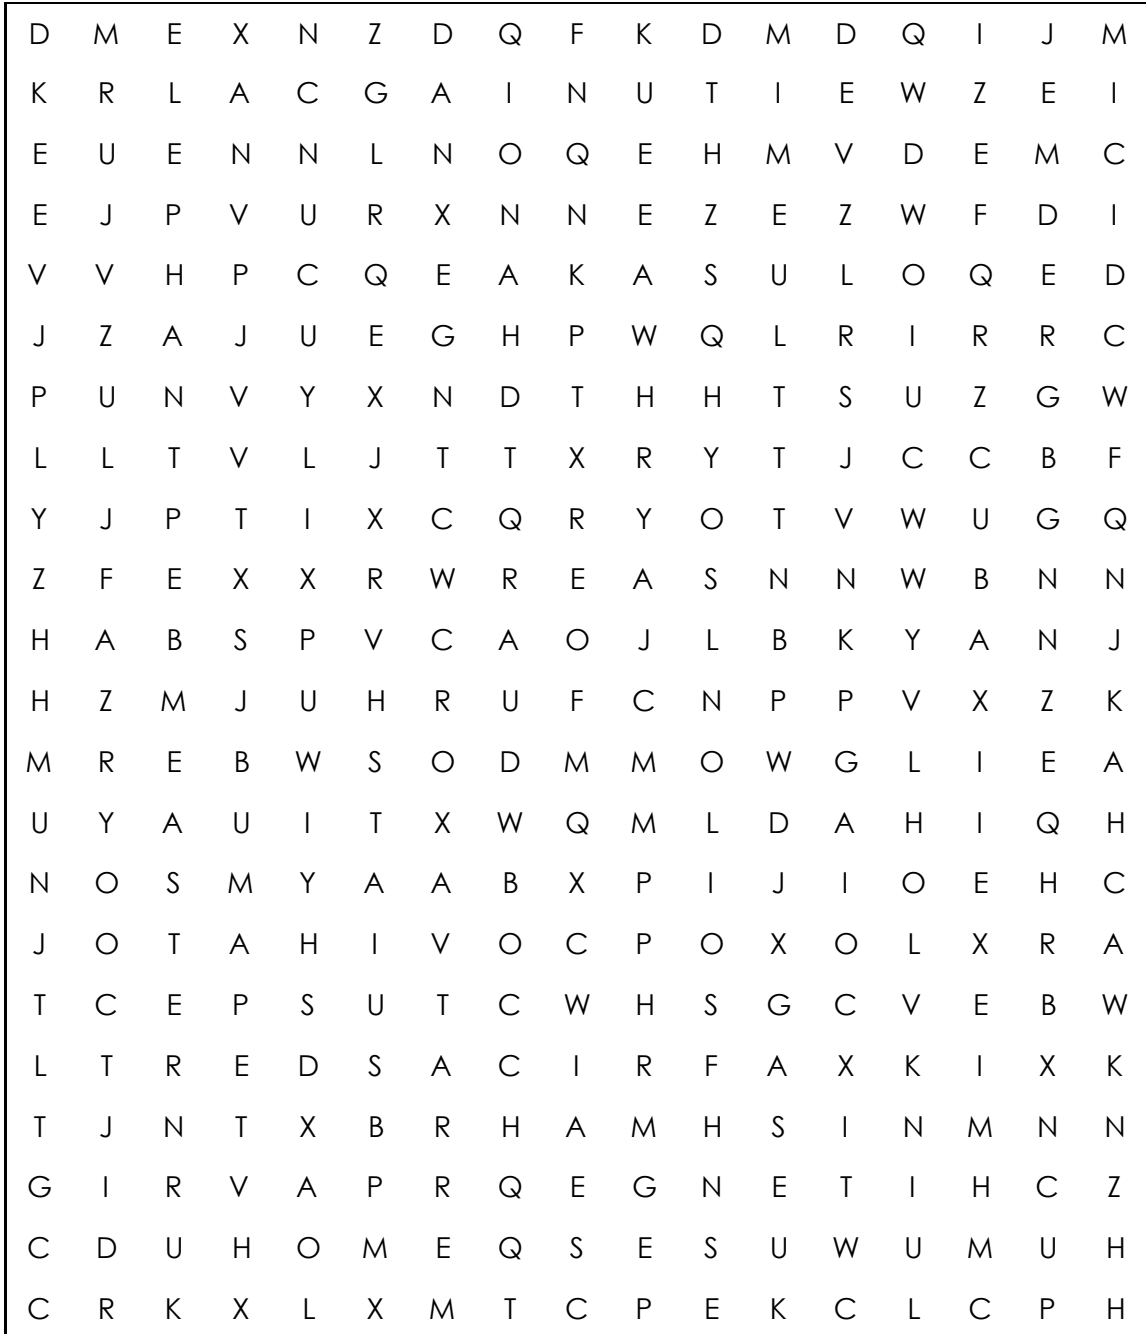 D M E X N Z D Q F K D M D Q I J M
K R L A C G A I N U T I E W Z E I
E U E N N L N O Q E H M V D E M C
E J P V U R X N N E Z E Z W F D I
V V H P C Q E A K A S U L O Q E D
J Z A J U E G H P W Q L R I R R C
P U N V Y X N D T H H T S U Z G W
L L T V L J T T X R Y T J C C B F
Y J P T I X C Q R Y O T V W U G Q
Z F E X X R W R E A S N N W B N N
H A B S P V C A O J L B K Y A N J
H Z M J U H R U F C N P P V X Z K
M R E B W S O D M M O W G L I E A
U Y A U I T X W Q M L D A H I Q H
N O S M Y A A B X P I J I O E H C
J O T A H I V O C P O X O L X R A
T C E P S U T C W H S G C V E B W
L T R E D S A C I R F A X K I X K
T J N T X B R H A M H S I N M N N
G I R V A P R Q E G N E T I H C Z
C D U H O M E Q S E S U W U M U H
C R K X L X M T C P E K C L C P H